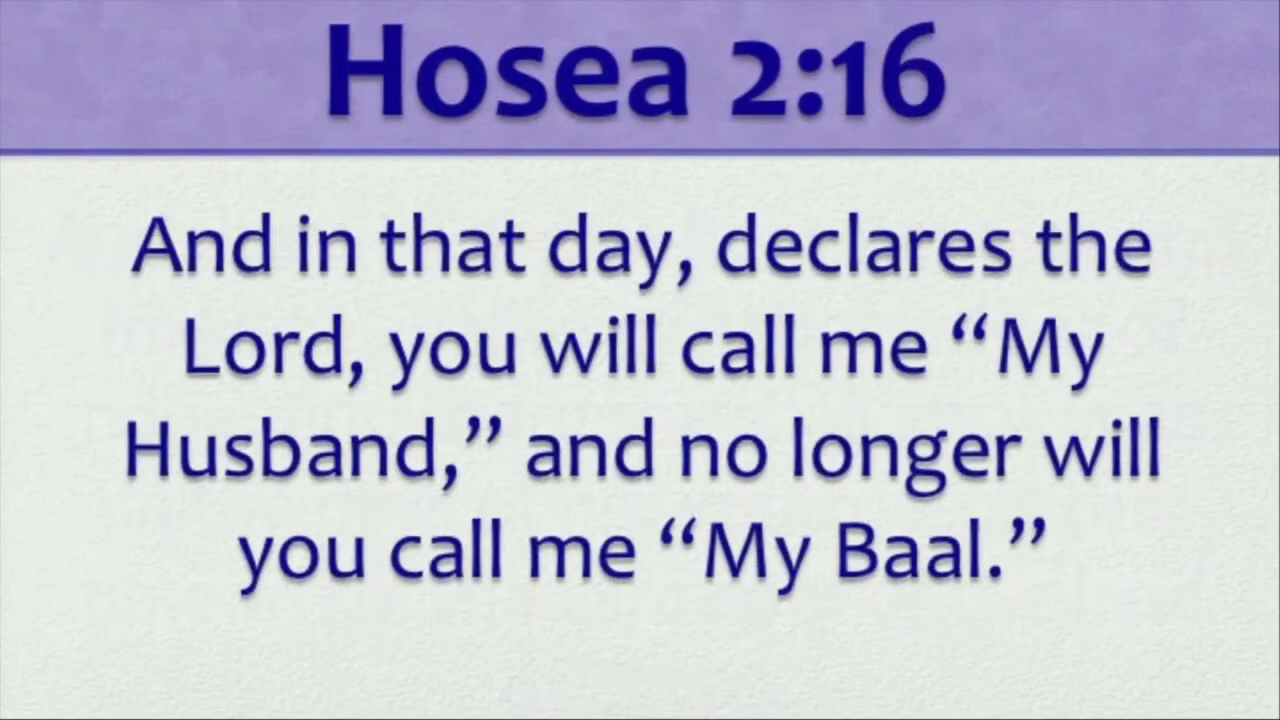 Hosea 2:16
And in that day, declares the
Lord, you will call me “My
Husband,” and no longer will
you call me “My Baal.”